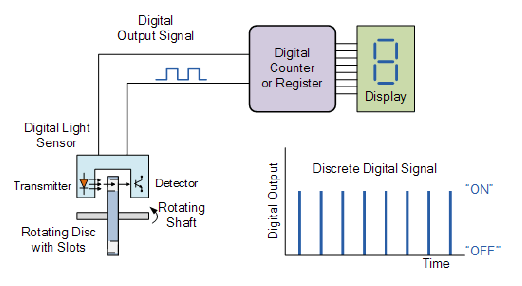 Digital
Output Signal
Digital
Counter
or Register
Display
Digital Light
Sensor
Transmitter
Detector
Rotating
Shaft
Rotating Disc
with Slots
Discrete Digital Signal
Digital Output
"ON"
"OFF"
Time